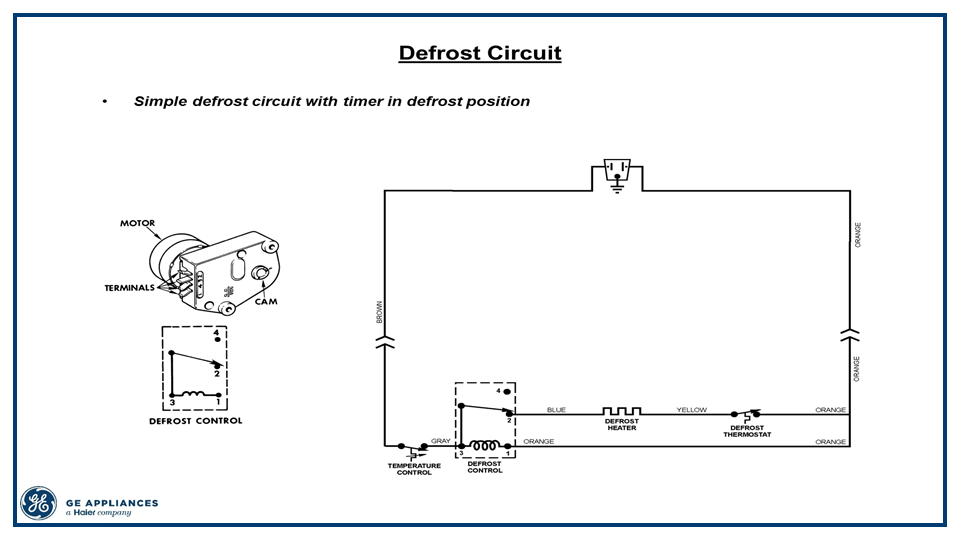 Defrost Circuit
• Simple defrost circuit with timer in defrost position
MOTOR
TERMINALS
CAM
4
2
3
1
DEFROST CONTROL
BROWN
ORANGE
ORANGE
4
2
3
1
BLUE
YELLOW
ORANGE
DEFROST
HEATER
DEFROST
THERMOSTAT
GRAY
ORANGE
ORANGE
TEMPERATURE
CONTROL
DEFROST
CONTROL
GE APPLIANCES
a Haier company